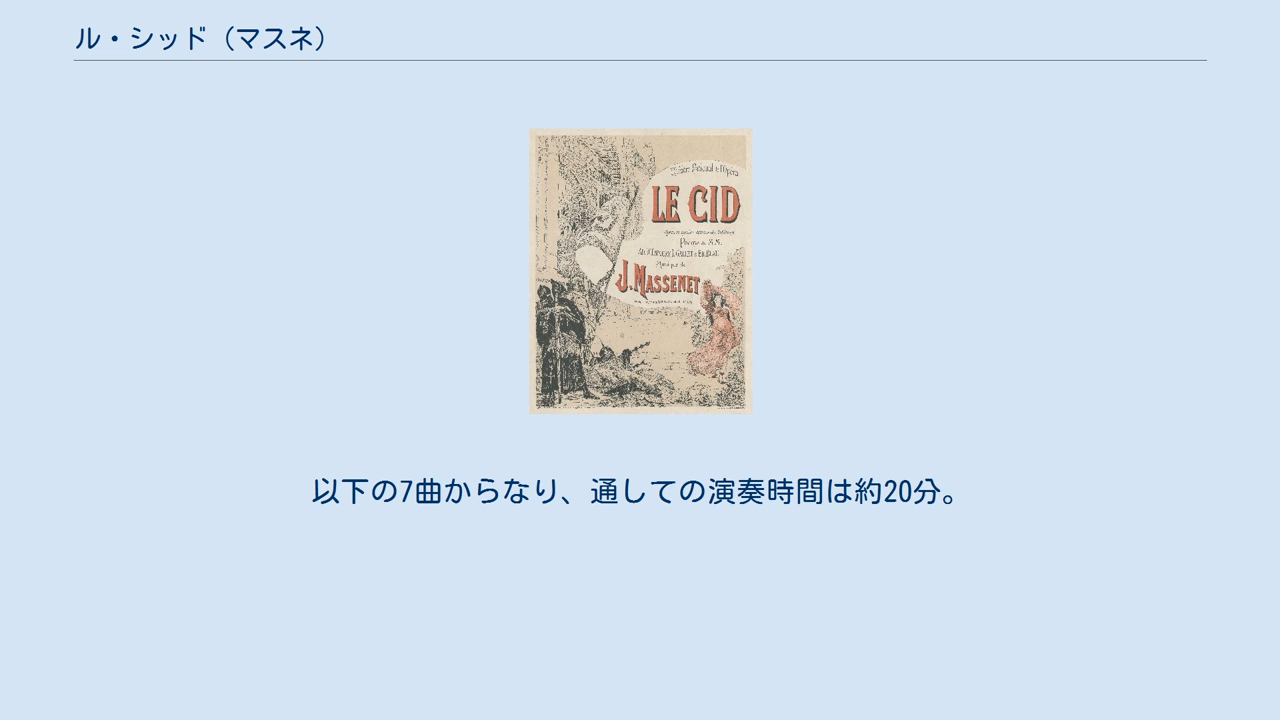 ル・シッド（マスネ）
LE CID
J. MASSENET
以下の7曲からなり、通しての演奏時間は約20分。